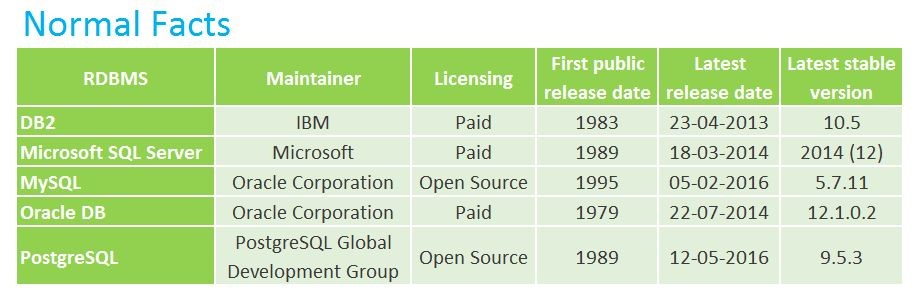 Normal Facts
RDBMS Maintainer Licensing First public release date Latest release date Latest stable version
DB2 IBM Paid 1983 23-04-2013 10.5
Microsoft SQL Server Microsoft Paid 1989 18-03-2014 2014 (12)
MySQL Oracle Corporation Open Source 1995 05-02-2016 5.7.11
Oracle DB Oracle Corporation Paid 1979 22-07-2014 12.1.0.2
PostgreSQL PostgreSQL Global Development Group Open Source 1989 12-05-2016 9.5.3